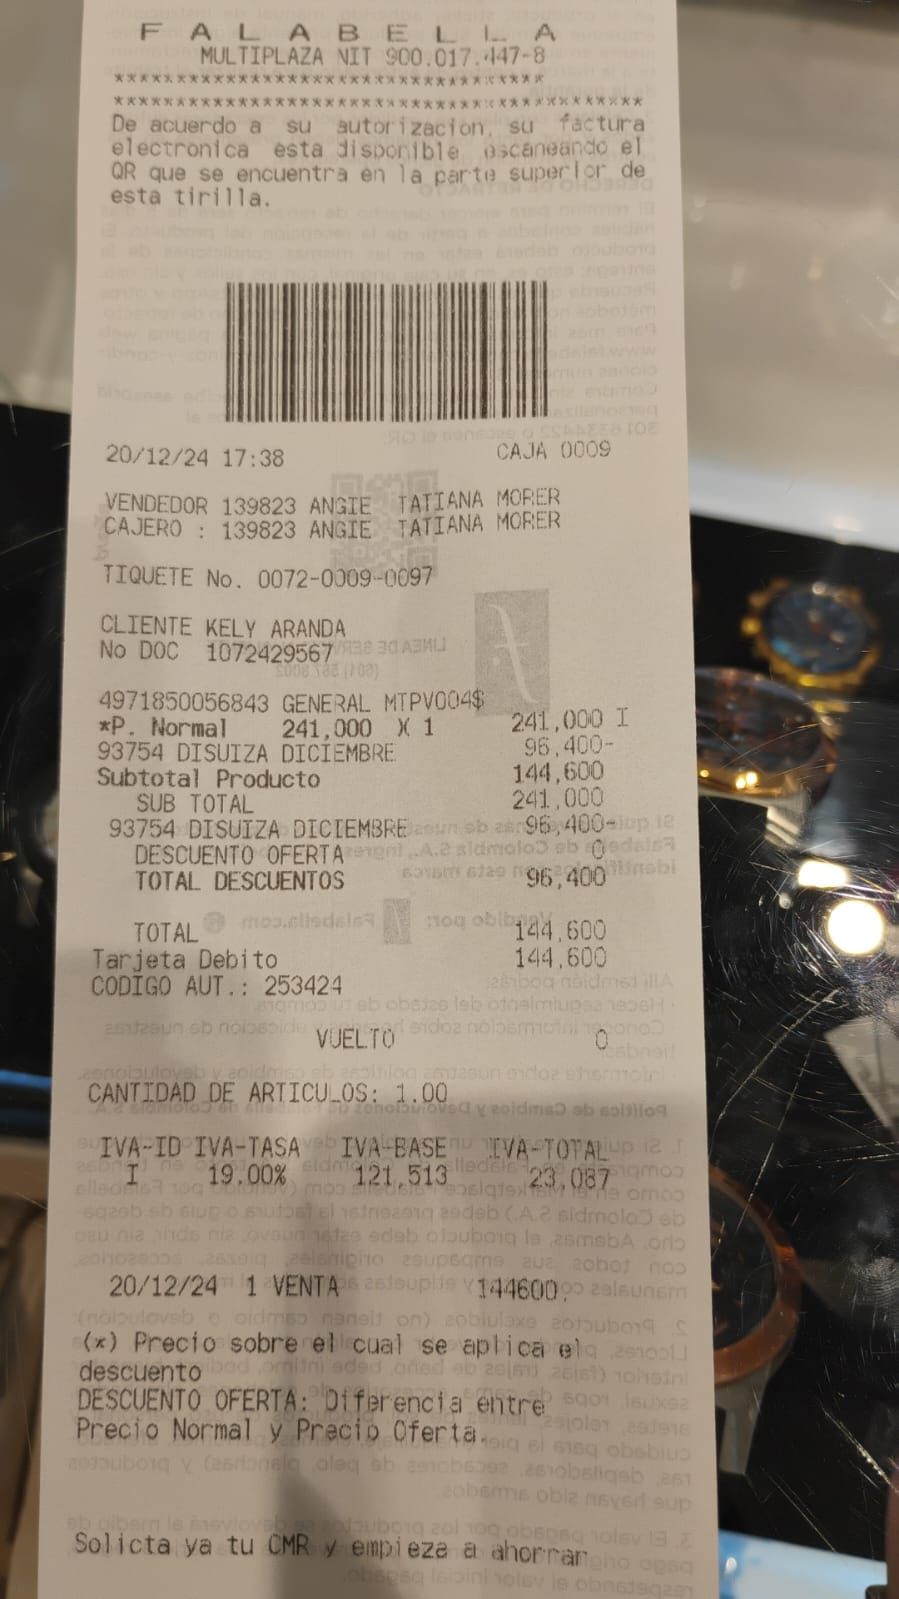 F A L A B E L L A
MULTIPLAZA NIT 900.017.447-8
*********************************
*****************************************
De acuerdo a su autorizacion, su factura
electronica esta disponible escaneando el
QR que se encuentra en la parte superior de
esta tirilla.
20/12/24 17:38 CAJA 0009
VENDEDOR 139823 ANGIE TATIANA MORER
CAJERO : 139823 ANGIE TATIANA MORER
TIQUETE No. 0072-0009-0097
CLIENTE KELY ARANDA
No DOC 1072429567
4971850056843 GENERAL MTPV004$
*P. Normal 241,000 X 1 241,000 I
93754 DISUIZA DICIEMBRE 96,400-
Subtotal Producto 144,600
SUB TOTAL 241,000
93754 DISUIZA DICIEMBRE 96,400-
DESCUENTO OFERTA 0
TOTAL DESCUENTOS 96,400
TOTAL 144,600
Tarjeta Debito 144,600
CODIGO AUT.: 253424
VUELTO 0
CANTIDAD DE ARTICULOS: 1.00
IVA-ID IVA-TASA IVA-BASE IVA-TOTAL
I 19.00% 121,513 23,087
20/12/24 1 VENTA 144600.
(*) Precio sobre el cual se aplica el
descuento
DESCUENTO OFERTA: Diferencia entre
Precio Normal y Precio Oferta.
Solicta ya tu CMR y empieza a ahorrar